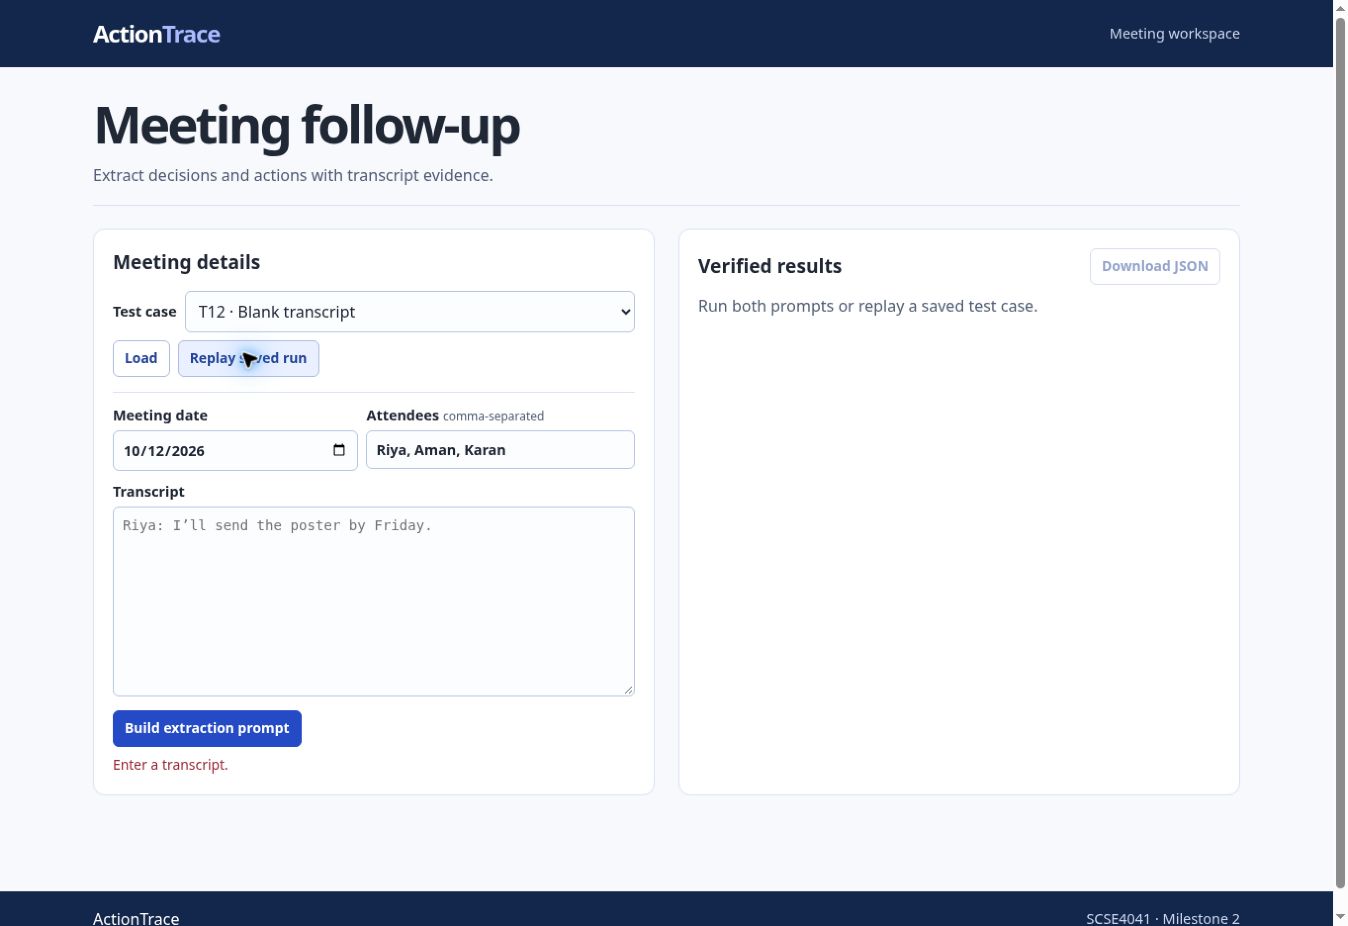 ActionTrace
Meeting workspace
Meeting follow-up
Extract decisions and actions with transcript evidence.
Meeting details
Test case
T12 · Blank transcript
Load
Replay saved run
Meeting date
Attendees comma-separated
10/12/2026
Riya, Aman, Karan
Transcript
Riya: I’ll send the poster by Friday.
Build extraction prompt
Enter a transcript.
Verified results
Download JSON
Run both prompts or replay a saved test case.
ActionTrace
SCSE4041 · Milestone 2